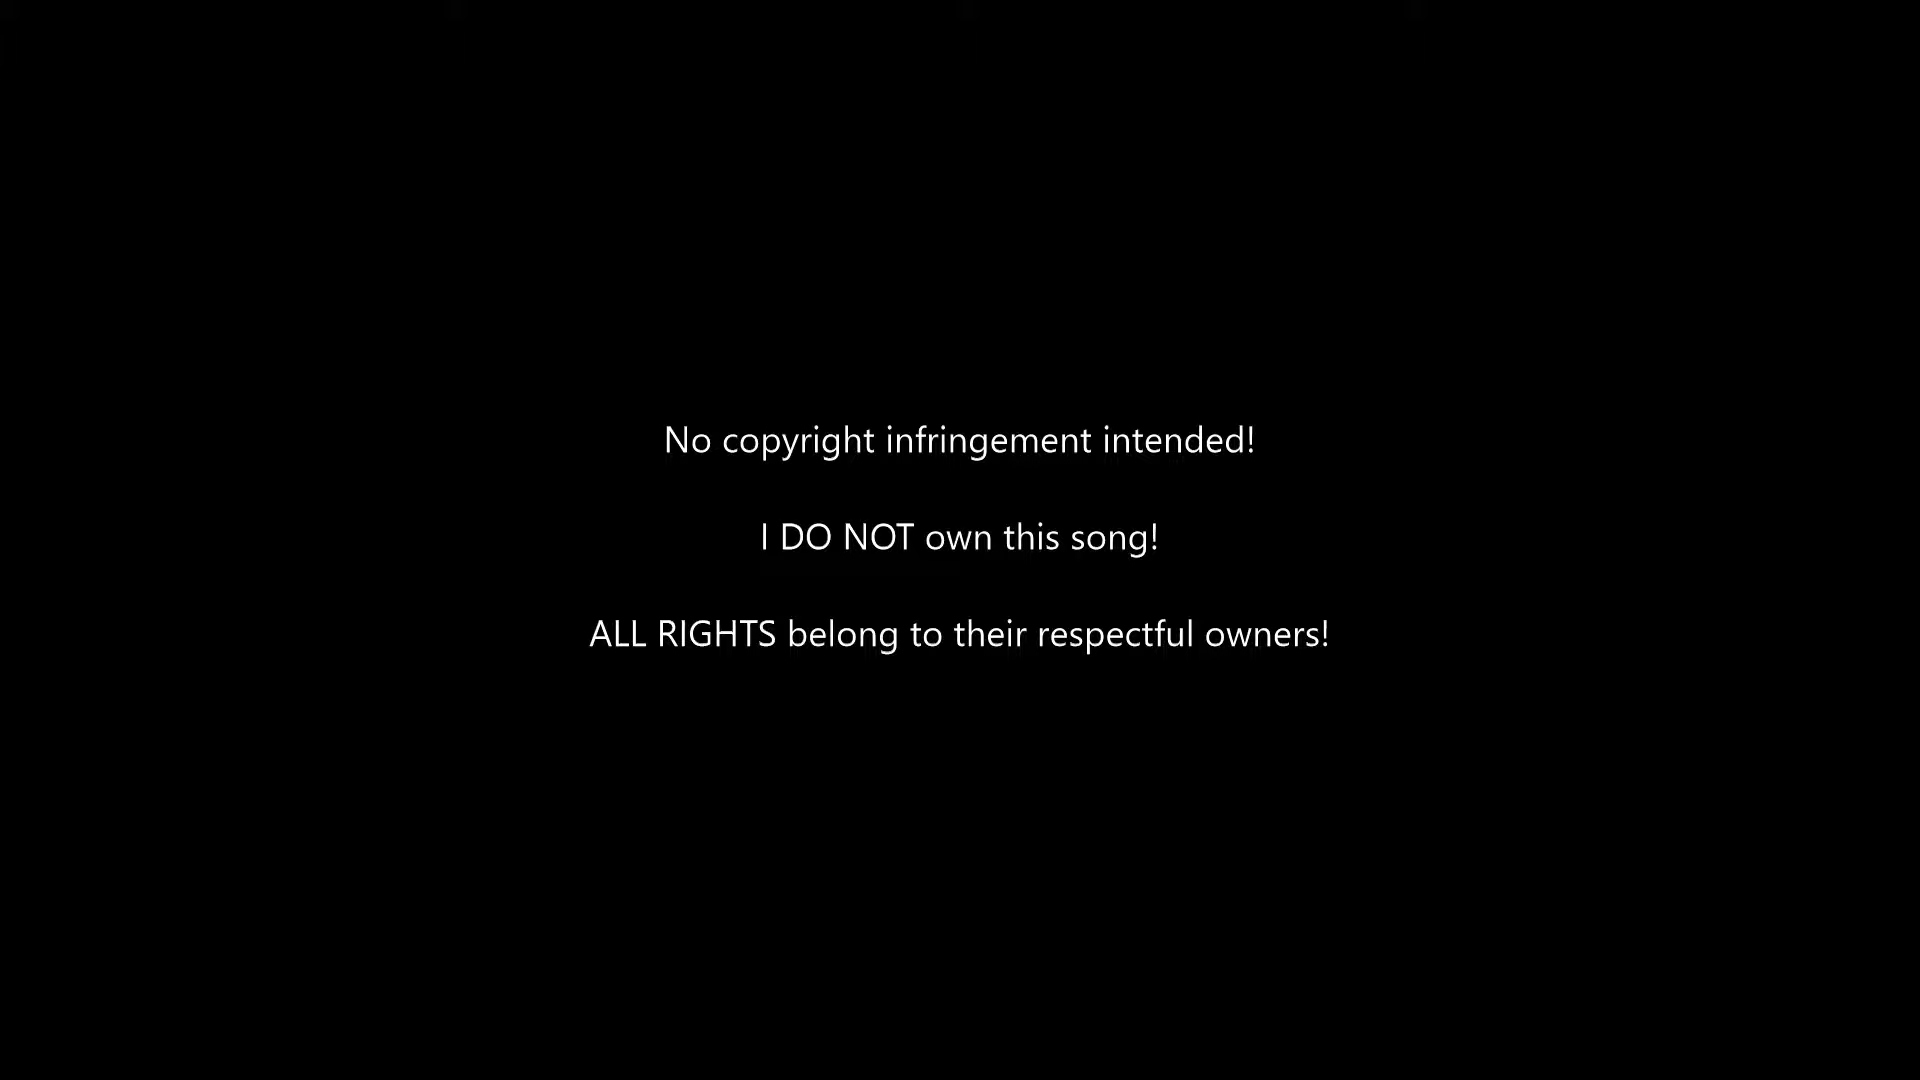 No copyright infringement intended!
I DO NOT own this song!
ALL RIGHTS belong to their respectful owners!